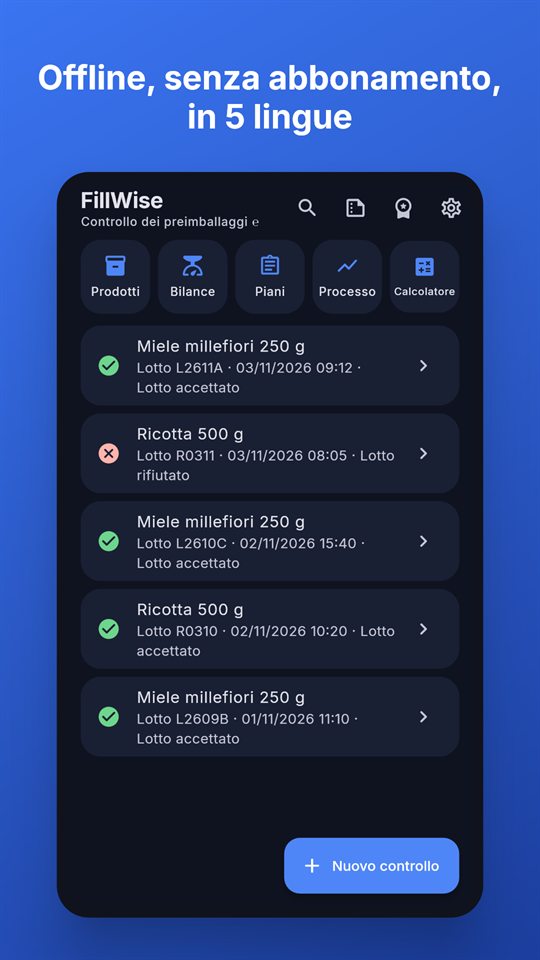 Offline, senza abbonamento,
in 5 lingue
FillWise
Controllo dei preimballaggi ℮
Prodotti
Bilance
Piani
Processo
Calcolatore
Miele millefiori 250 g
Lotto L2611A · 03/11/2026 09:12 ·
Lotto accettato
Ricotta 500 g
Lotto R0311 · 03/11/2026 08:05 · Lotto
rifiutato
Miele millefiori 250 g
Lotto L2610C · 02/11/2026 15:40 ·
Lotto accettato
Ricotta 500 g
Lotto R0310 · 02/11/2026 10:20 · Lotto
accettato
Miele millefiori 250 g
Lotto L2609B · 01/11/2026 11:10 ·
Lotto accettato
Nuovo controllo